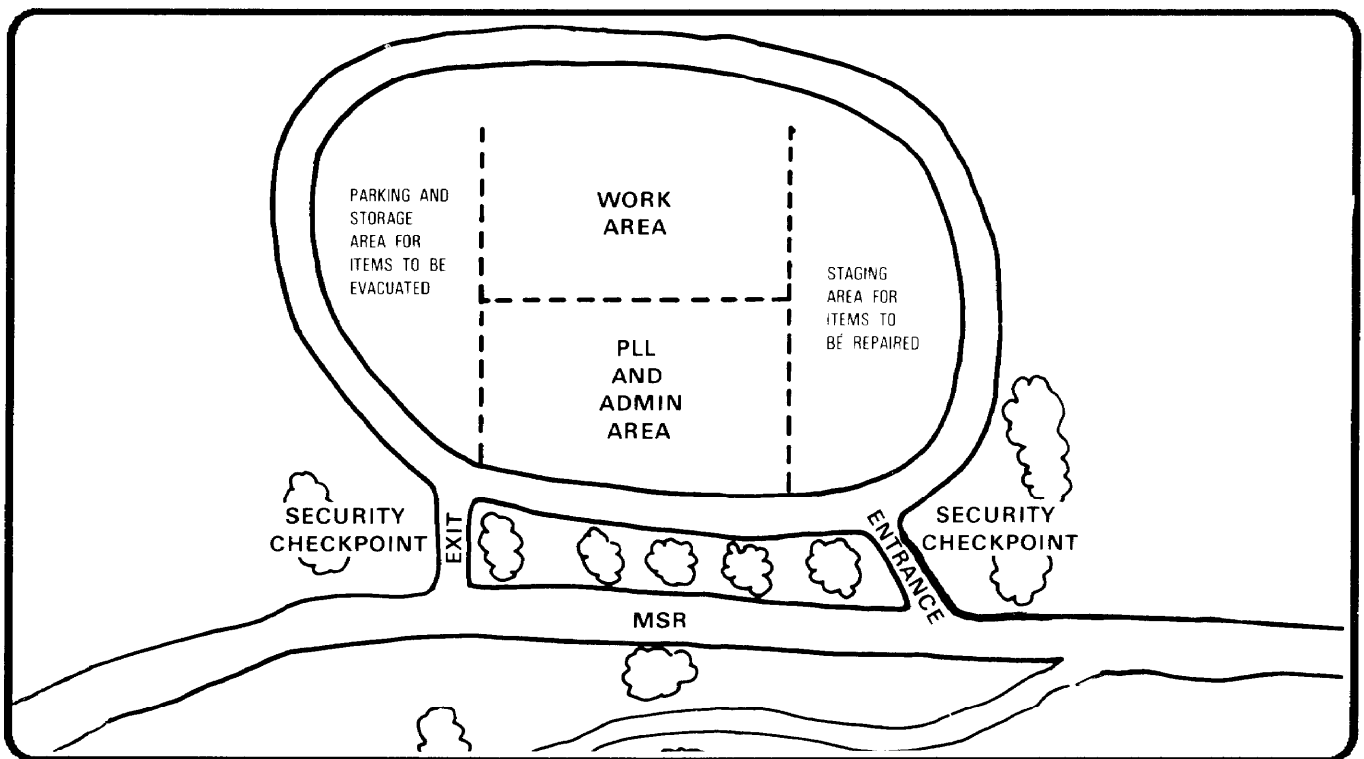 PARKING AND
STORAGE
AREA FOR
ITEMS TO BE
EVACUATED
WORK
AREA
STAGING
AREA FOR
ITEMS TO
BE REPAIRED
PLL
AND
ADMIN
AREA
SECURITY
CHECKPOINT
EXIT
ENTRANCE
SECURITY
CHECKPOINT
MSR